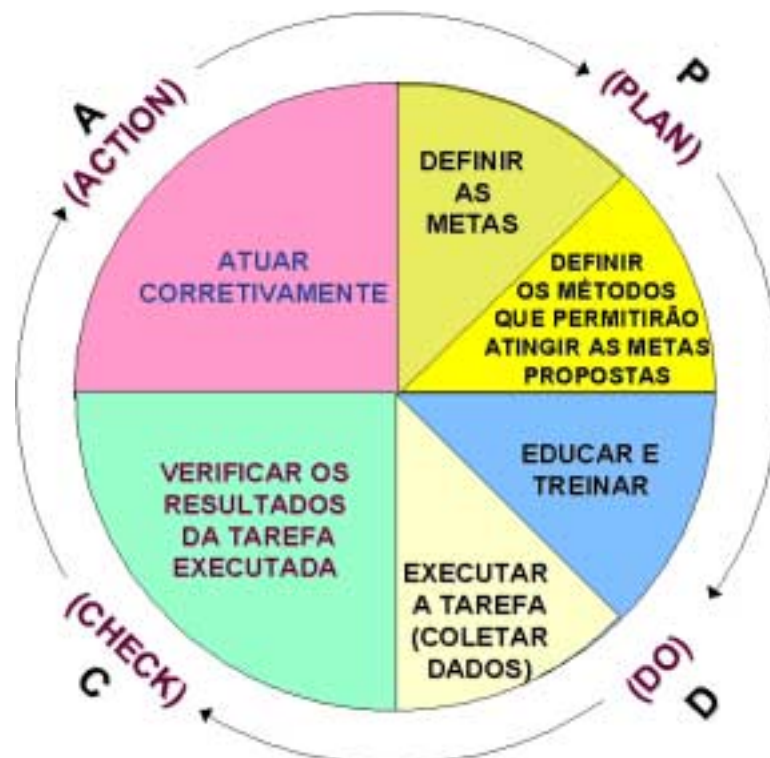 P
(PLAN)
DEFINIR
AS
METAS
DEFINIR
OS MÉTODOS
QUE PERMITIRÃO
ATINGIR AS METAS
PROPOSTAS
EDUCAR E
TREINAR
(DO)
D
EXECUTAR
A TAREFA
(COLETAR
DADOS)
(CHECK)
C
VERIFICAR OS
RESULTADOS
DA TAREFA
EXECUTADA
A
(ACTION)
ATUAR
CORRETIVAMENTE